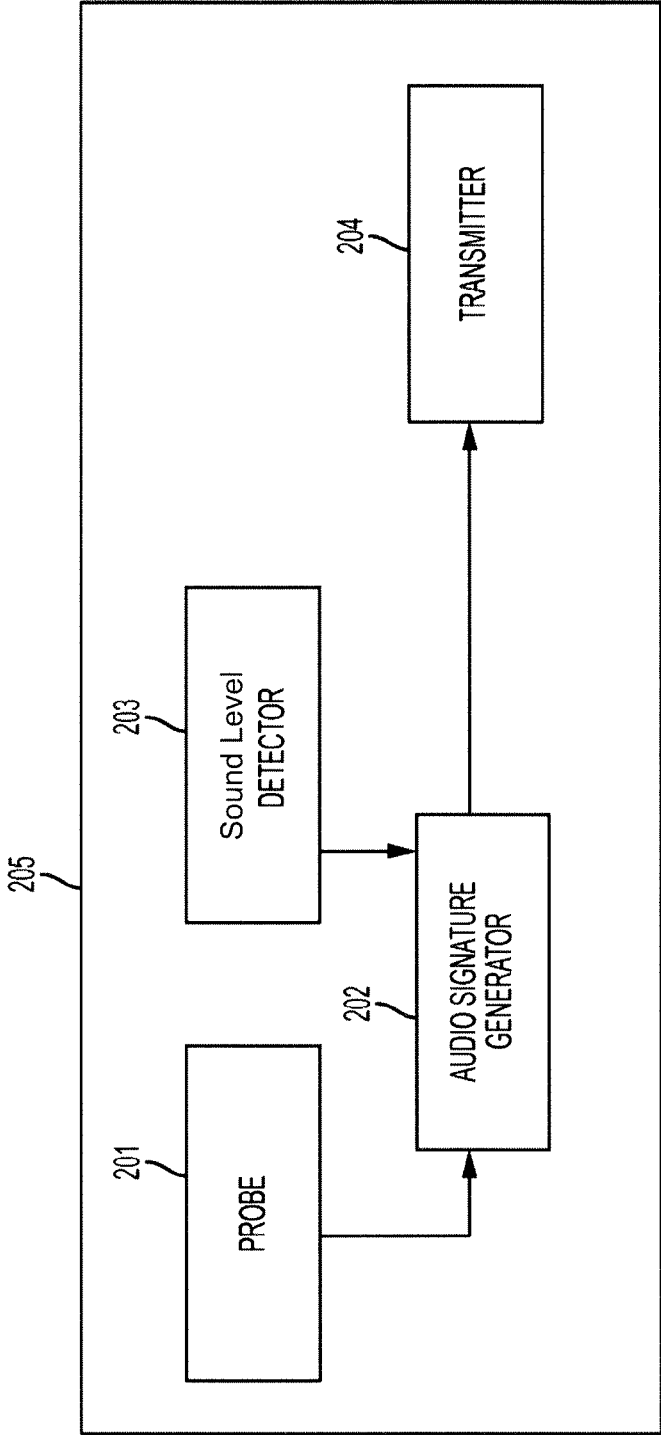 205
201
PROBE
203
Sound Level
DETECTOR
202
AUDIO SIGNATURE
GENERATOR
204
TRANSMITTER